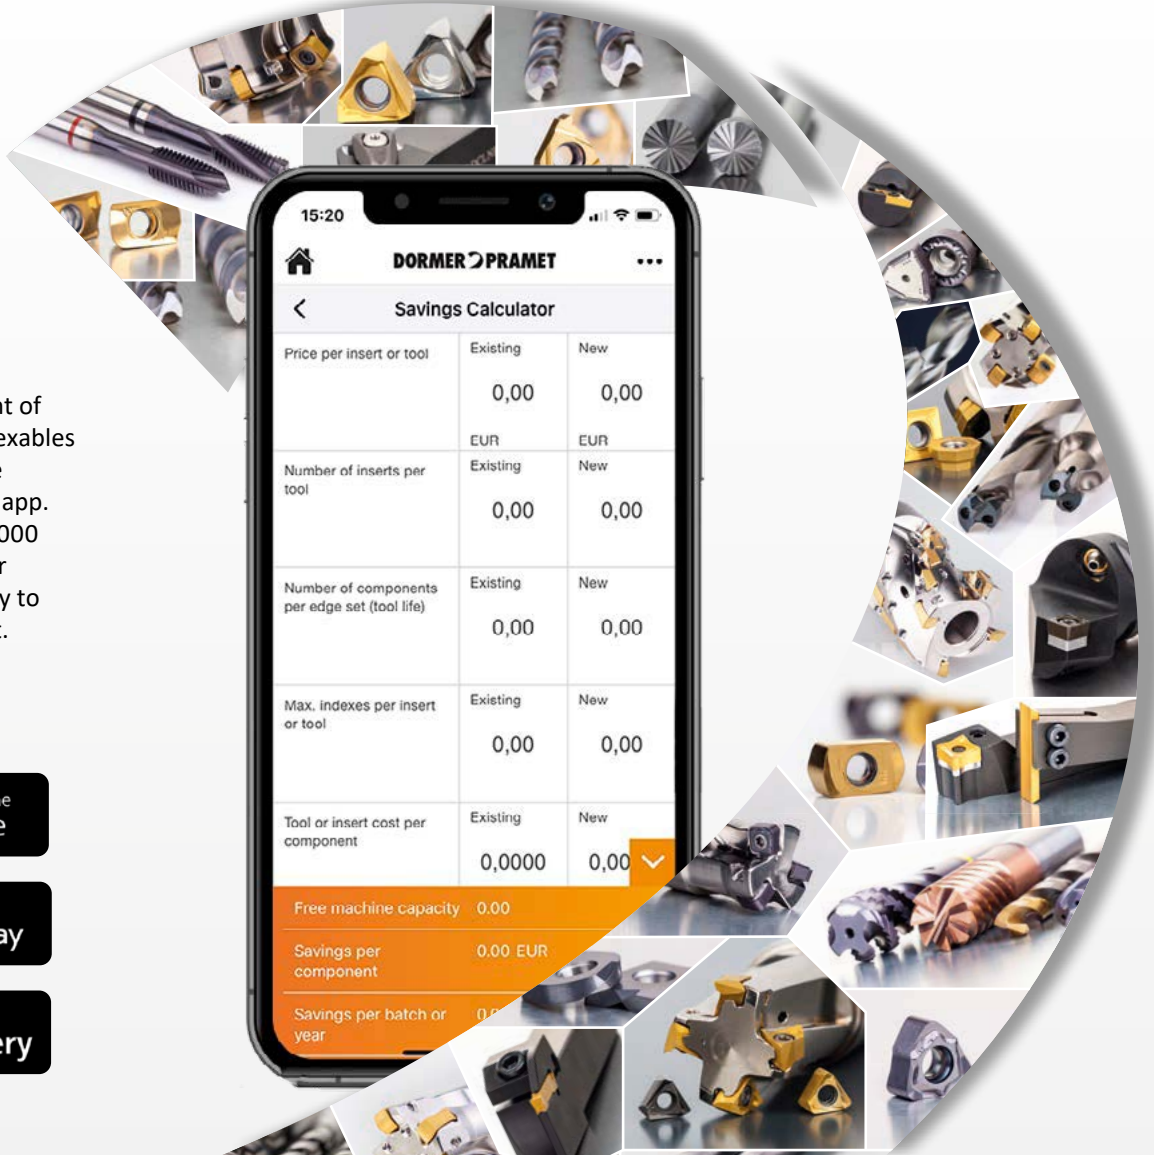 15:20
DORMER PRAMET
Savings Calculator
Price per insert or tool
Existing
0,00
EUR
New
0,00
EUR
Number of inserts per
tool
Existing
0,00
New
0,00
Number of components
per edge set (tool life)
Existing
0,00
New
0,00
Max. indexes per insert
or tool
Existing
0,00
New
0,00
Tool or insert cost per
component
Existing
0,0000
New
0,00
Free machine capacity 0.00
Savings per
component
0.00 EUR
Savings per batch or
year
of
app.
000
y to